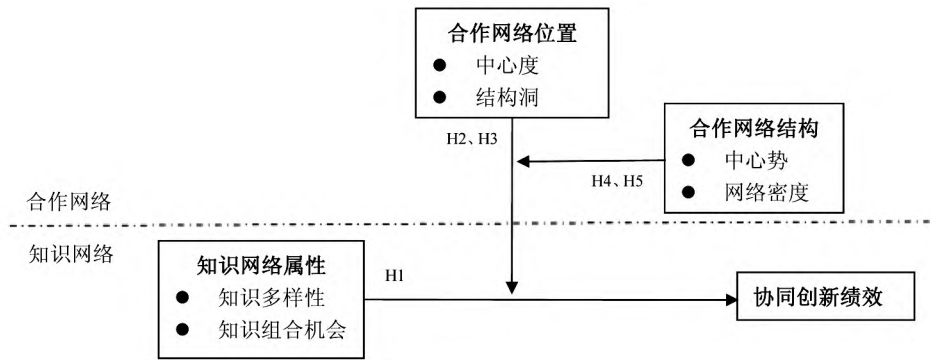 合作网络位置
● 中心度
● 结构洞
H2、H3
合作网络结构
● 中心势
● 网络密度
H4、H5
合作网络
知识网络
知识网络属性
● 知识多样性
● 知识组合机会
H1
协同创新绩效